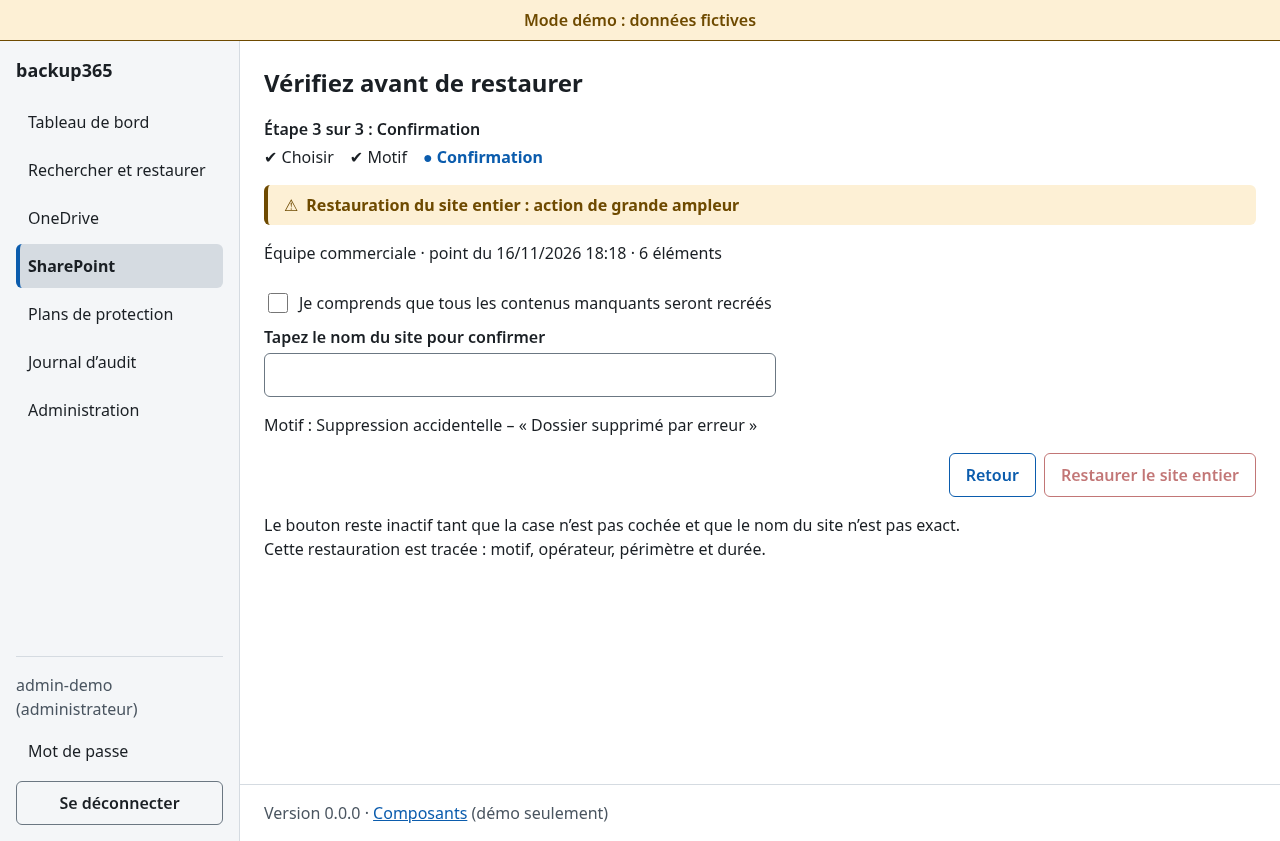 Mode démo : données fictives
backup365
Tableau de bord
Rechercher et restaurer
OneDrive
SharePoint
Plans de protection
Journal d’audit
Administration
admin-demo
(administrateur)
Mot de passe
Se déconnecter
Vérifiez avant de restaurer
Étape 3 sur 3 : Confirmation
✔ Choisir ✔ Motif ● Confirmation
⚠ Restauration du site entier : action de grande ampleur
Équipe commerciale · point du 16/11/2026 18:18 · 6 éléments
Je comprends que tous les contenus manquants seront recréés
Tapez le nom du site pour confirmer
Motif : Suppression accidentelle – « Dossier supprimé par erreur »
Retour
Restaurer le site entier
Le bouton reste inactif tant que la case n’est pas cochée et que le nom du site n’est pas exact.
Cette restauration est tracée : motif, opérateur, périmètre et durée.
Version 0.0.0 · Composants (démo seulement)